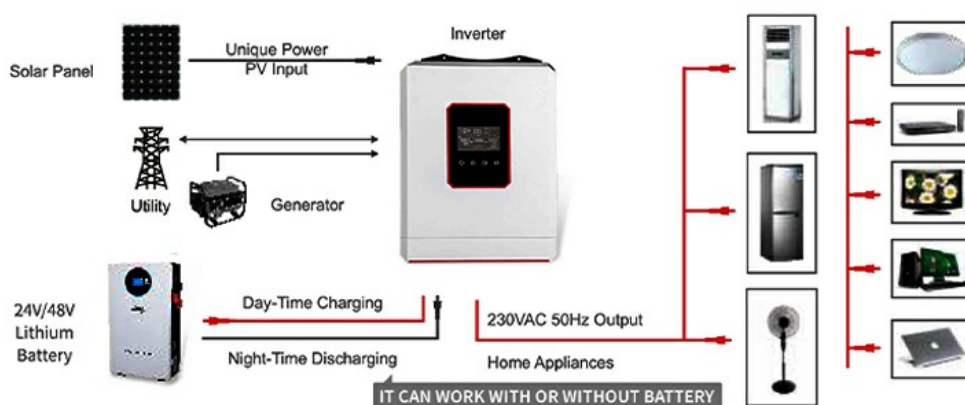 Inverter
Unique Power
PV Input
Solar Panel
Utility
Generator
24V/48V
Lithium
Battery
Day-Time Charging
Night-Time Discharging
230VAC 50Hz Output
Home Appliances
IT CAN WORK WITH OR WITHOUT BATTERY